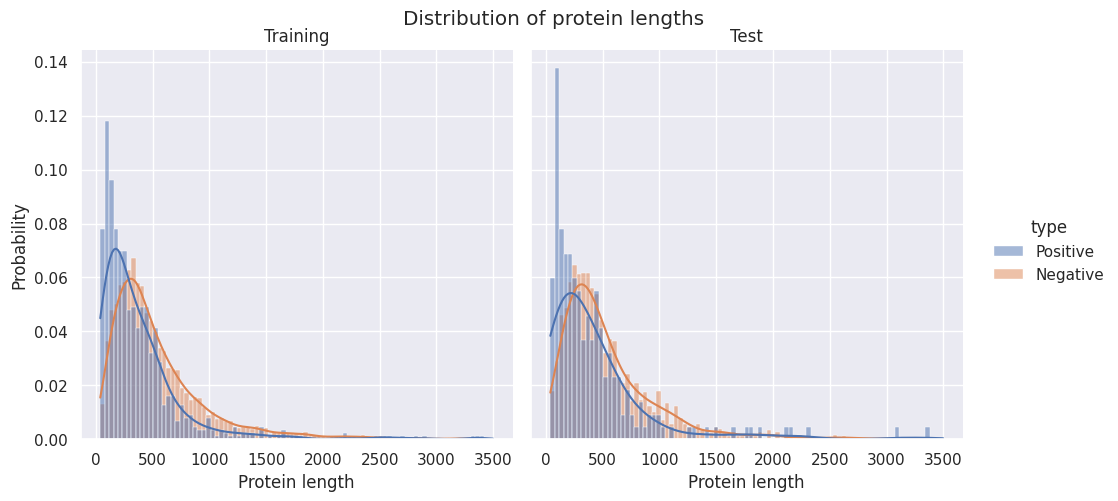 Distribution of protein lengths
Training
Test
0.14
0.12
0.10
0.08
0.06
0.04
0.02
0.00
Probability
0 500 1000 1500 2000 2500 3000 3500
Protein length
0 500 1000 1500 2000 2500 3000 3500
Protein length
type
Positive
Negative